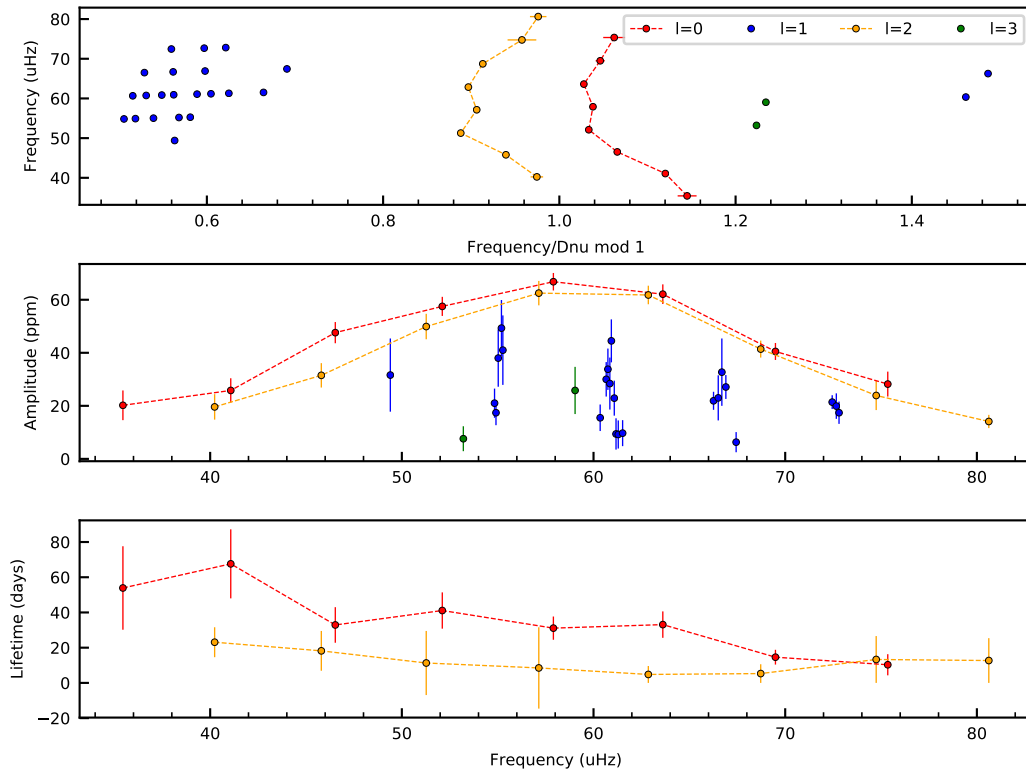 80
70
60
50
40
Frequency (uHz)
l=0 l=1 l=2 l=3
0.6 0.8 1.0 1.2 1.4
Frequency/Dnu mod 1
60
40
20
0
Amplitude (ppm)
40 50 60 70 80
80
60
40
20
0
−20
Lifetime (days)
40 50 60 70 80
Frequency (uHz)